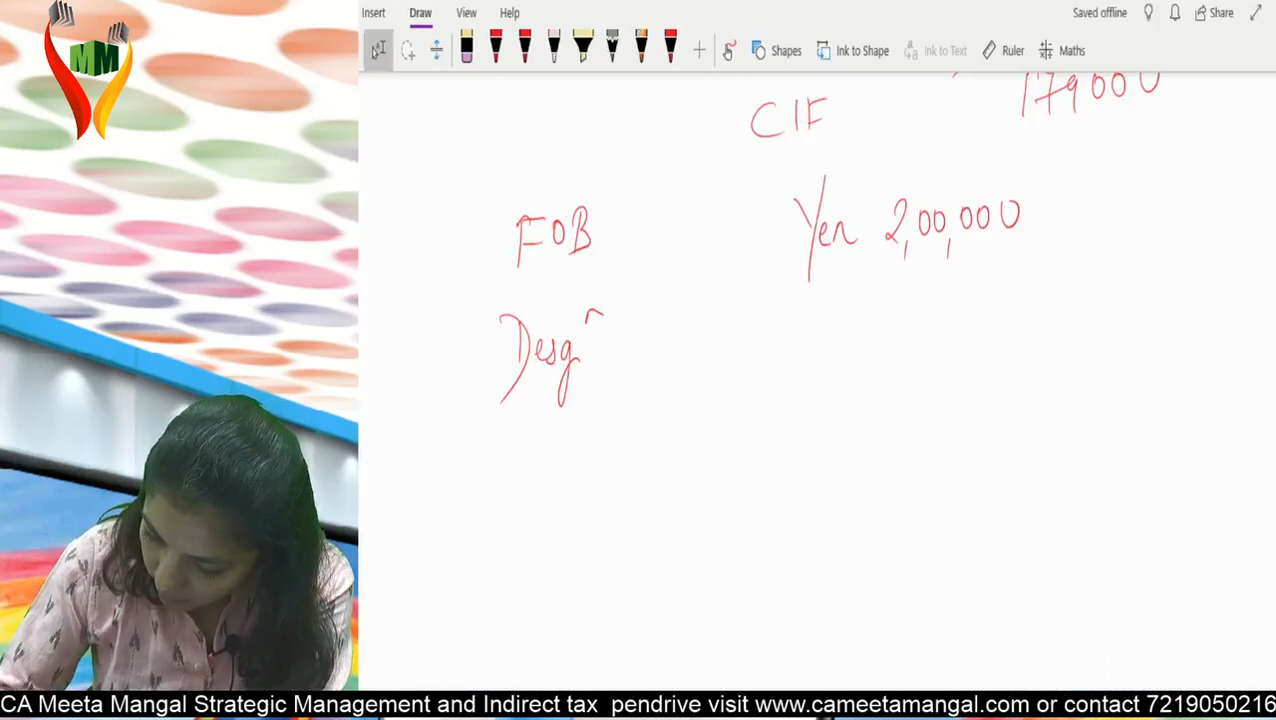 Insert Draw View Help Saved offline Share
Shapes Ink to Shape Ink to Text Ruler Maths
MM
179000
CIF
FOB Yen 2,00,000
Desg n
CA Meeta Mangal Strategic Management and Indirect tax pendrive visit www.cameetamangal.com or contact 7219050216